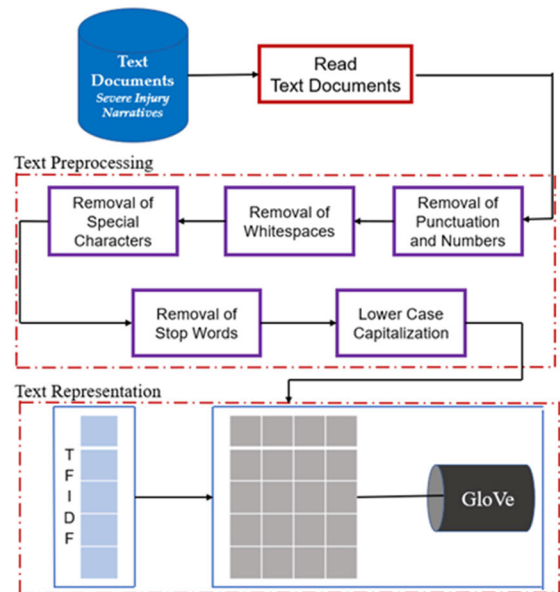 Text
Documents
Severe Injury
Narratives
Read
Text Documents
Text Preprocessing
Removal of
Special
Characters
Removal of
Whitespaces
Removal of
Punctuation
and Numbers
Removal of
Stop Words
Lower Case
Capitalization
Text Representation
T
F
I
D
F
GloVe